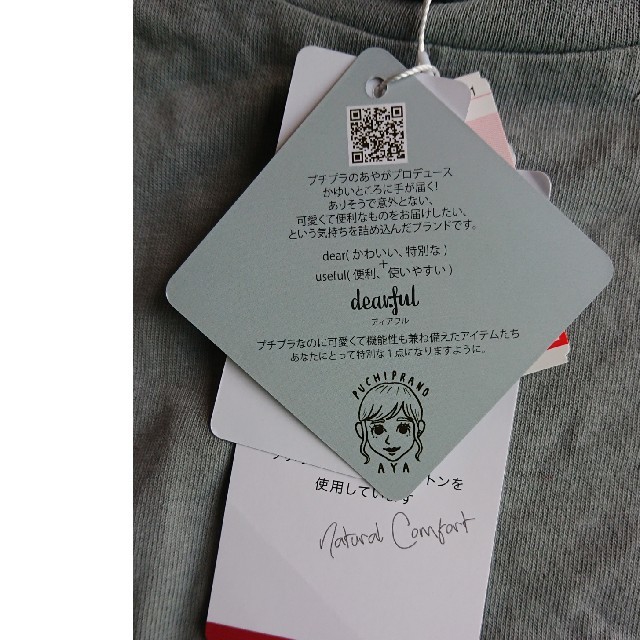 1
プチプラのあやがプロデュース
かゆいところに手が届く!
ありそうで意外とない、
可愛くて便利なものをお届けしたい、
という気持ちを詰め込んだブランドです。
dear( かわいい、特別な )
+
useful( 便利、使いやすい )
dear.ful
ディアフル
プチプラなのに可愛くて機能性も兼ね備えたアイテムたち
あなたにとって特別な1点になりますように。
PUCHIPRANO
AYA
トンを
使用しています
Natural Comfort